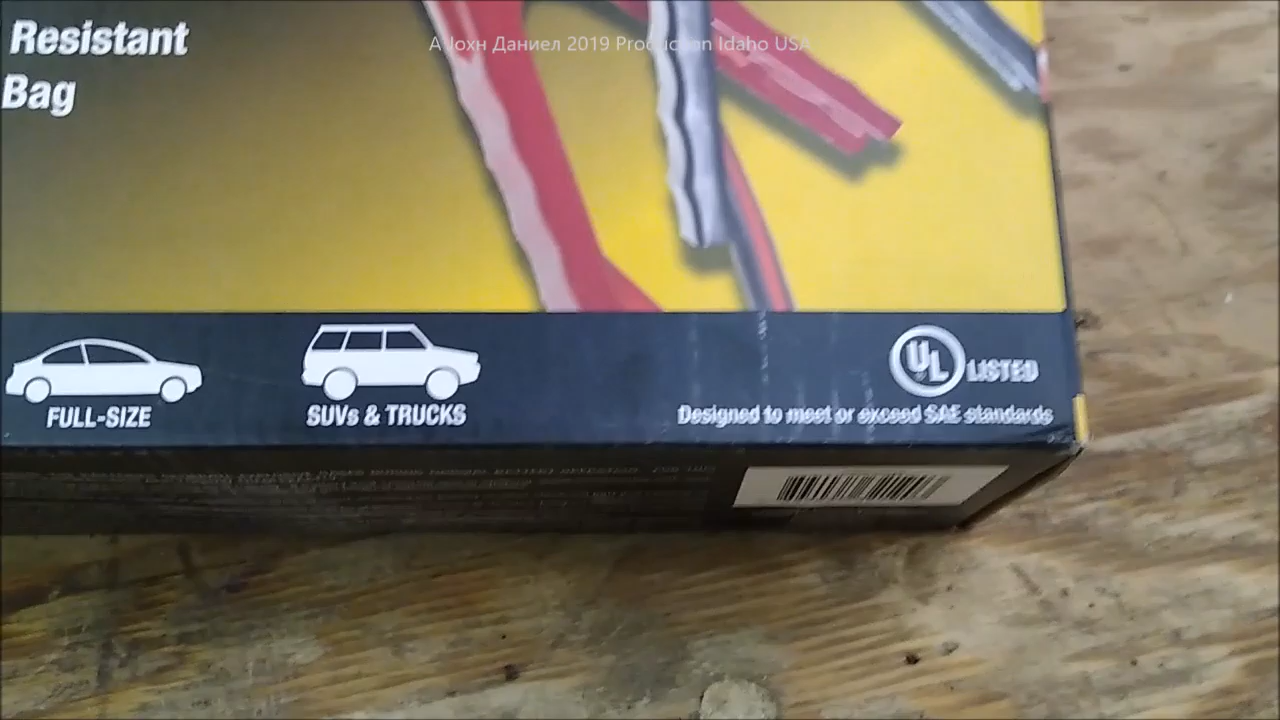 Resistant
Bag
А Јохн Даниел 2019 Production Idaho USA
FULL-SIZE
SUVs & TRUCKS
UL LISTED
Designed to meet or exceed SAE standards